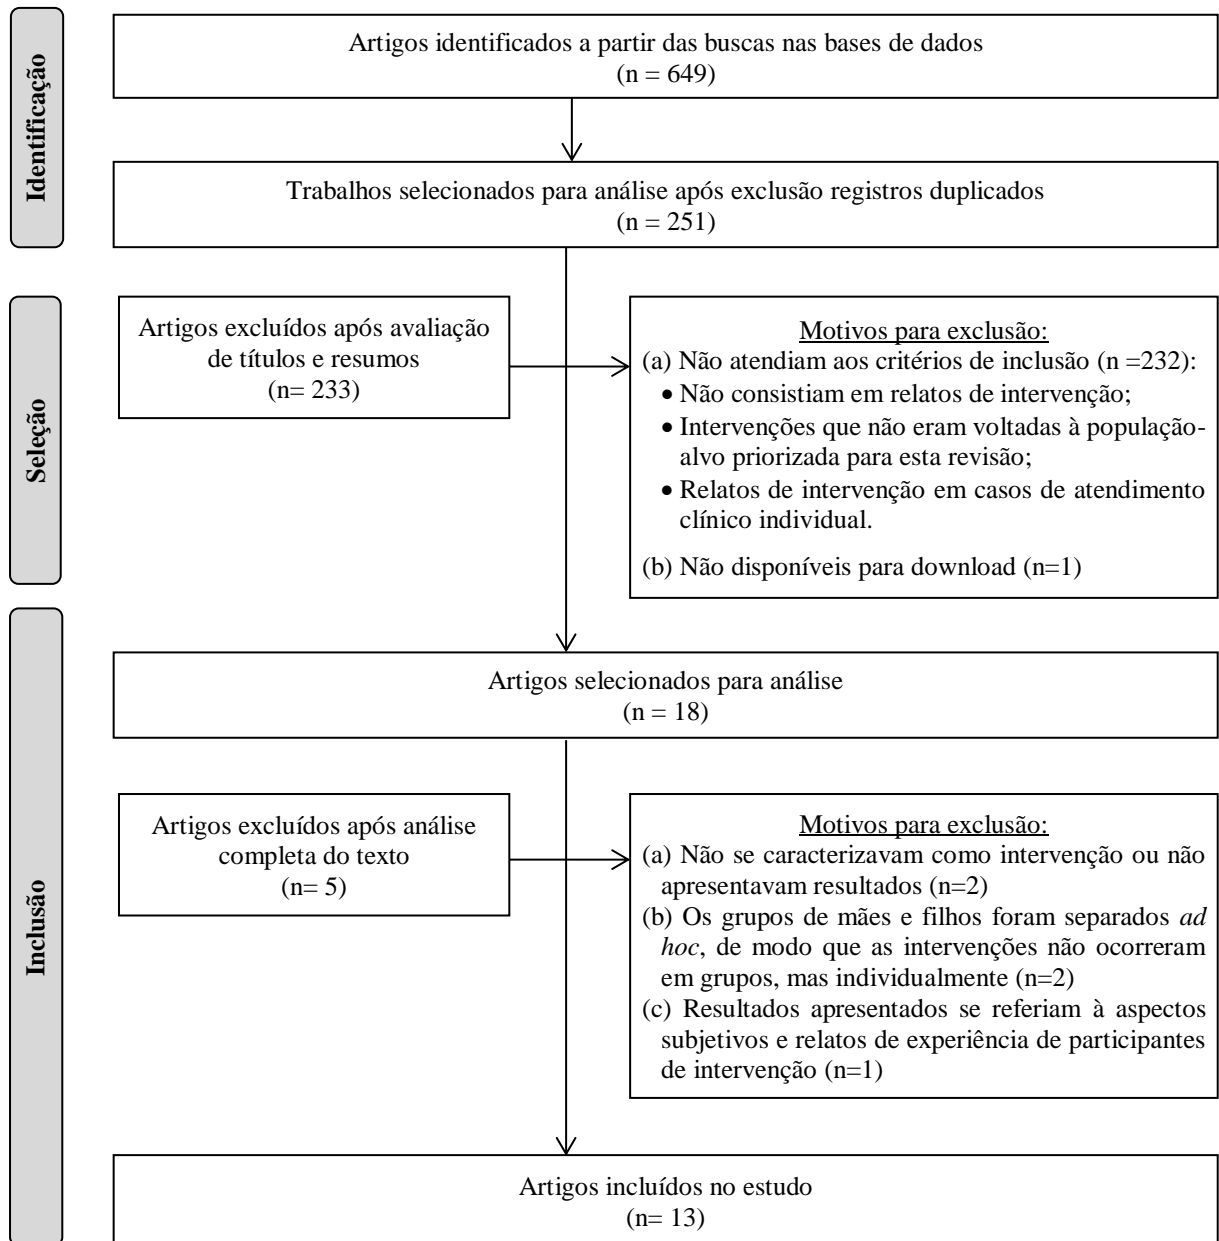 Identificação
Artigos identificados a partir das buscas nas bases de dados
(n = 649)
Trabalhos selecionados para análise após exclusão registros duplicados
(n = 251)
Seleção
Artigos excluídos após avaliação
de títulos e resumos
(n= 233)
Motivos para exclusão:
(a) Não atendiam aos critérios de inclusão (n =232):
• Não consistiam em relatos de intervenção;
• Intervenções que não eram voltadas à população-
alvo priorizada para esta revisão;
• Relatos de intervenção em casos de atendimento
clínico individual.
(b) Não disponíveis para download (n=1)
Inclusão
Artigos selecionados para análise
(n = 18)
Artigos excluídos após análise
completa do texto
(n= 5)
Motivos para exclusão:
(a) Não se caracterizavam como intervenção ou não
apresentavam resultados (n=2)
(b) Os grupos de mães e filhos foram separados ad
hoc, de modo que as intervenções não ocorreram
em grupos, mas individualmente (n=2)
(c) Resultados apresentados se referiam à aspectos
subjetivos e relatos de experiência de participantes
de intervenção (n=1)
Artigos incluídos no estudo
(n= 13)